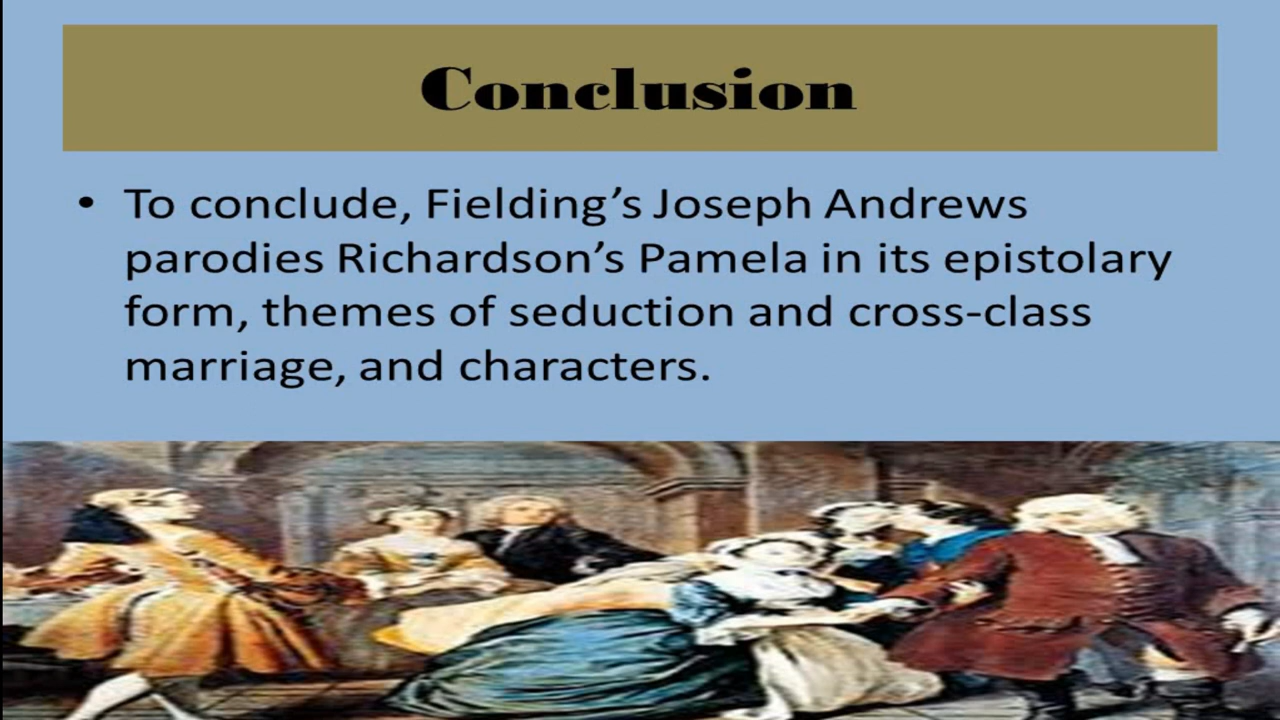 Conclusion
• To conclude, Fielding’s Joseph Andrews
parodies Richardson’s Pamela in its epistolary
form, themes of seduction and cross-class
marriage, and characters.